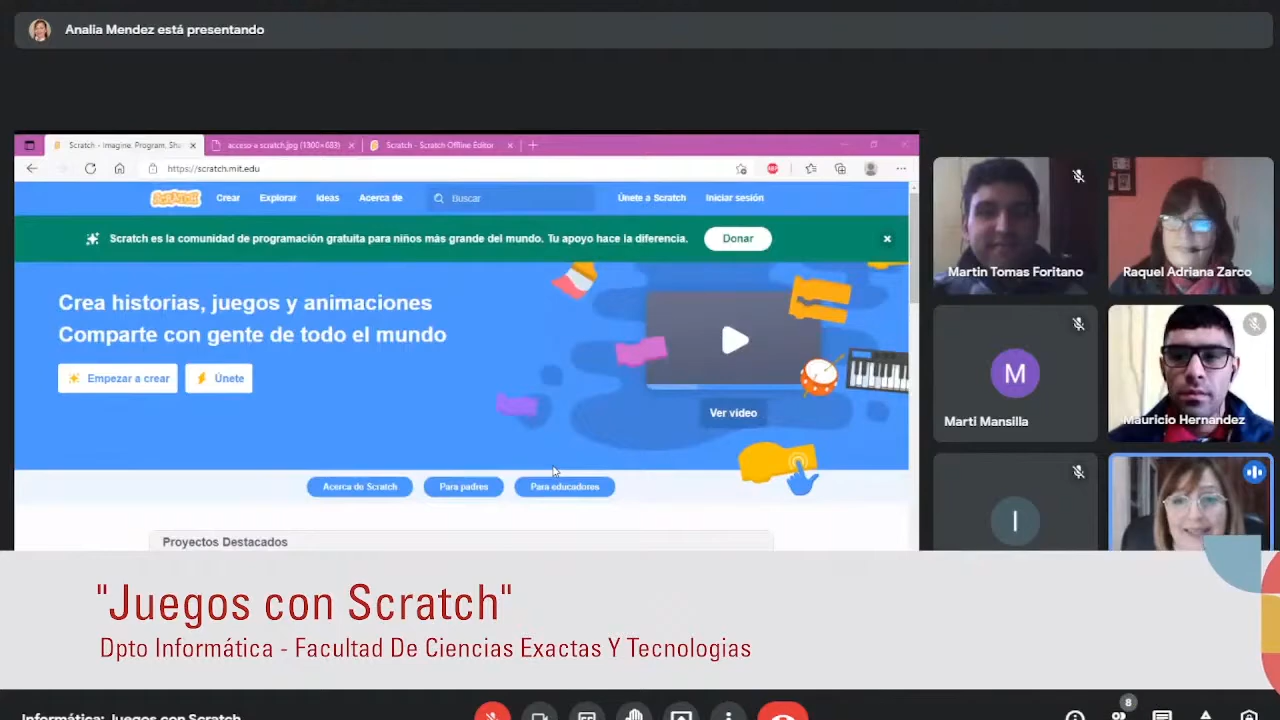 Analia Mendez está presentando
Scratch - Imagine, Program, Sha
acceso-a scratch.jpg (1300×683)
Scratch - Scratch Offline Editor
https://scratch.mit.edu
SCRATCH
Crear
Explorar
Ideas
Acerca de
Buscar
Únete a Scratch
Iniciar sesión
Scratch es la comunidad de programación gratuita para niños más grande del mundo. Tu apoyo hace la diferencia.
Donar
Crea historias, juegos y animaciones
Comparte con gente de todo el mundo
Empezar a crear
Únete
Ver video
Acerca de Scratch
Para padres
Para educadores
Proyectos Destacados
Martin Tomas Foritano
Raquel Adriana Zarco
M
Marti Mansilla
Mauricio Hernandez
I
"Juegos con Scratch"
Dpto Informática - Facultad De Ciencias Exactas Y Tecnologias
Informática: Juegos con Scratch
8